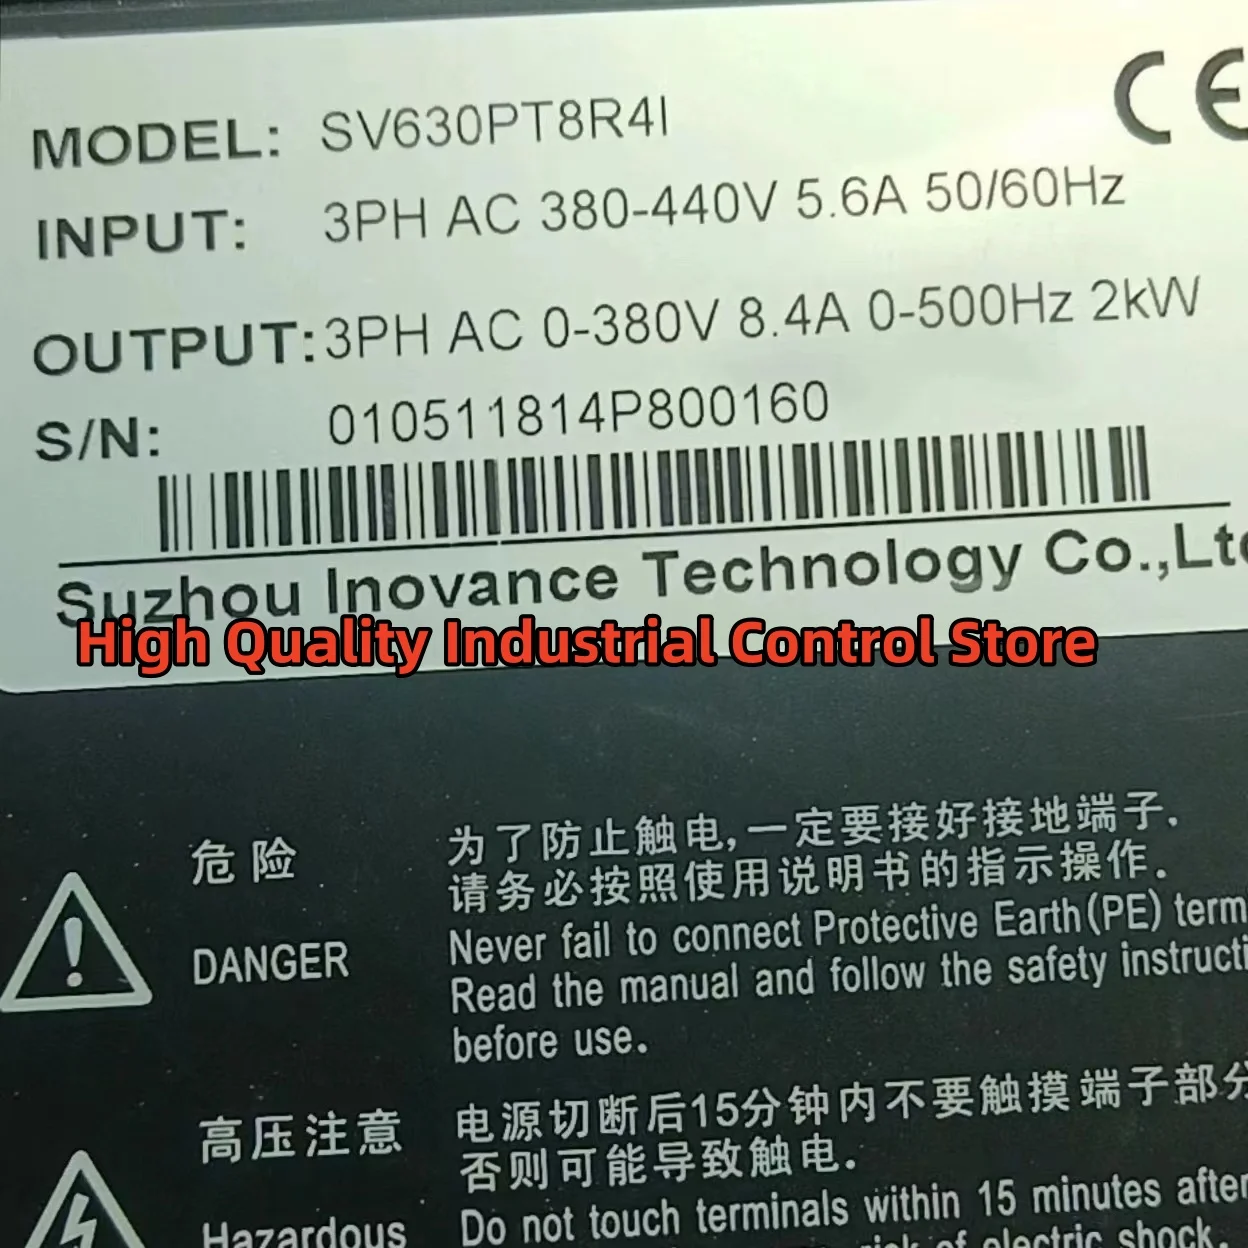 CE
MODEL: SV630PT8R4I
INPUT: 3PH AC 380-440V 5.6A 50/60Hz
OUTPUT: 3PH AC 0-380V 8.4A 0-500Hz 2kW
S/N: 010511814P800160
Suzhou Inovance Technology Co.,Ltd
High Quality Industrial Control Store
危险
DANGER
为了防止触电,一定要接好接地端子.
请务必按照使用说明书的指示操作.
Never fail to connect Protective Earth(PE) term
Read the manual and follow the safety instructi
before use.
高压注意
Hazardous
电源切断后15分钟内不要触摸端子部分
否则可能导致触电.
Do not touch terminals within 15 minutes after
risk of electric shock.